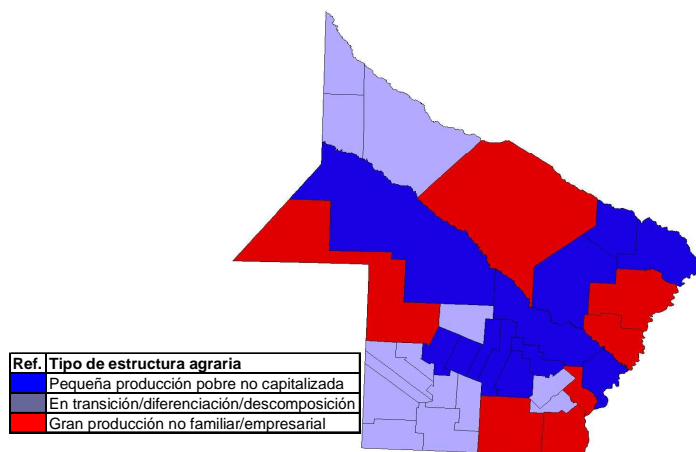 Ref. Tipo de estructura agraria
Pequeña producción pobre no capitalizada
En transición/diferenciación/descomposición
Gran producción no familiar/empresarial